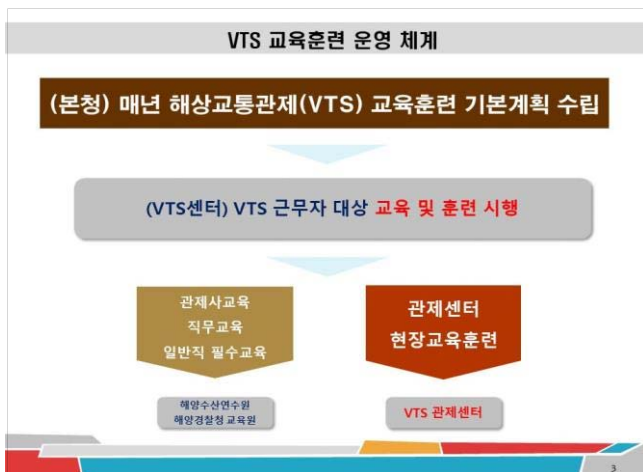 VTS 교육훈련 운영 체계
(본청) 매년 해상교통관제(VTS) 교육훈련 기본계획 수립
(VTS센터) VTS 근무자 대상 교육 및 훈련 시행
관제사교육
직무교육
일반직 필수교육
해양수산연수원
해양경찰청 교육원
관제센터
현장교육훈련
VTS 관제센터
3